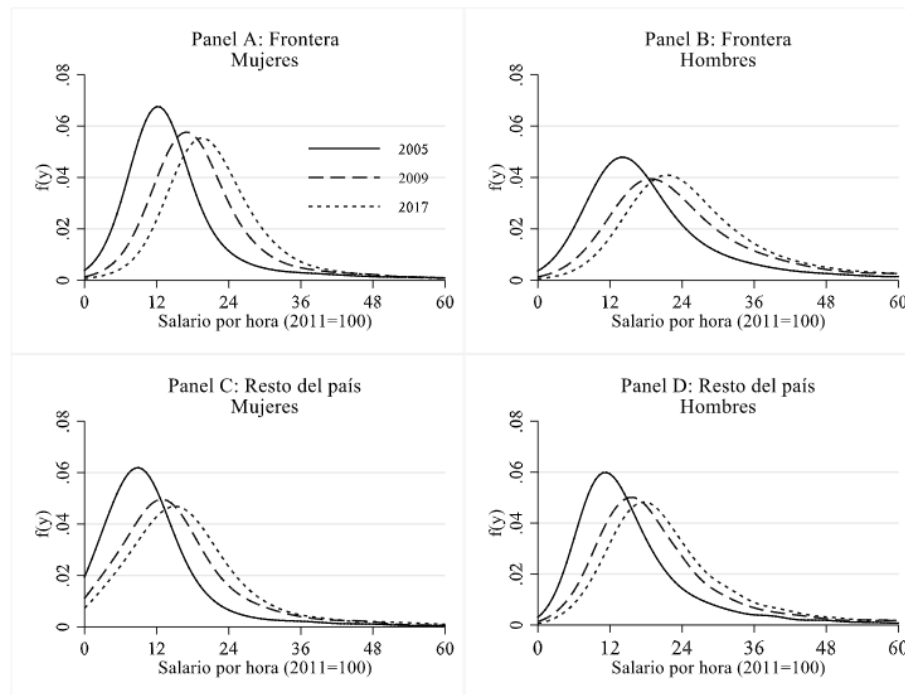 Panel A: Frontera
Mujeres
f(y)
0 .02 .04 .06 .08
2005
2009
2017
0 12 24 36 48 60
Salario por hora (2011=100)
Panel B: Frontera
Hombres
f(y)
0 .02 .04 .06 .08
0 12 24 36 48 60
Salario por hora (2011=100)
Panel C: Resto del país
Mujeres
f(y)
0 .02 .04 .06 .08
0 12 24 36 48 60
Salario por hora (2011=100)
Panel D: Resto del país
Hombres
f(y)
0 .02 .04 .06 .08
0 12 24 36 48 60
Salario por hora (2011=100)